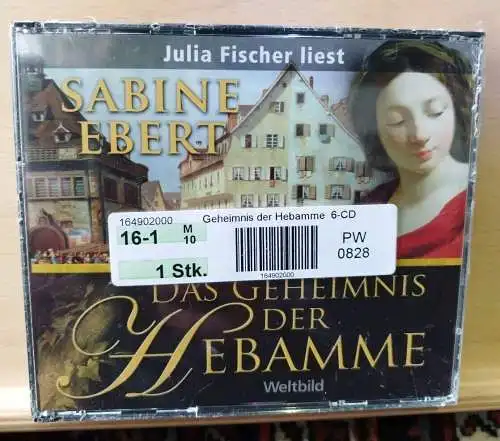 Julia Fischer liest
SABINE
EBERT
164902000 Geheimnis der Hebamme 6-CD
16-1 M 10
PW
0828
1 Stk.
164902000
DAS GEHEIMNIS
DER
HEBAMME
Weltbild